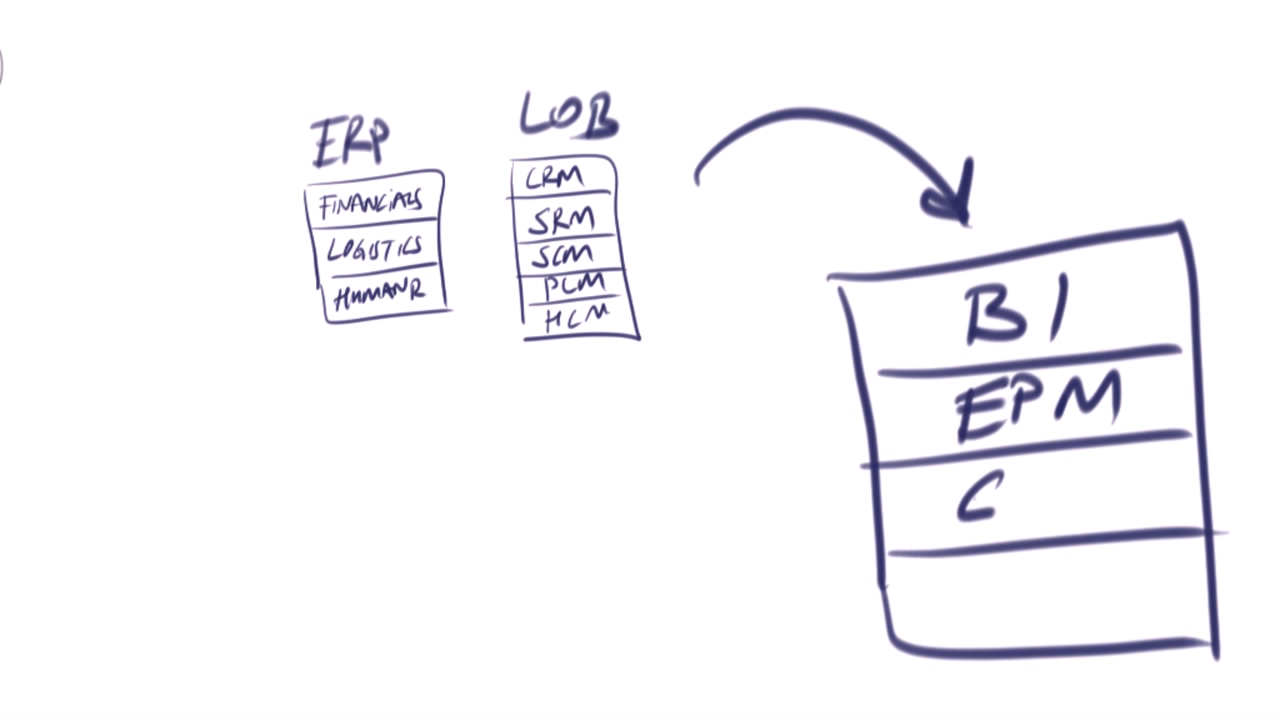 ERP
FINANCIALS
LOGISTICS
HUMANR
LOB
CRM
SRM
SCM
PLM
HCM
BI
EPM
C